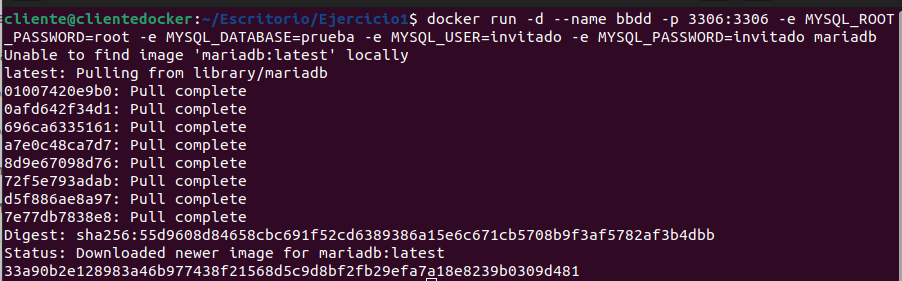 cliente@clientedocker:~/Escritorio/Ejercicio1$ docker run -d --name bbdd -p 3306:3306 -e MYSQL_ROOT
_PASSWORD=root -e MYSQL_DATABASE=prueba -e MYSQL_USER=invitado -e MYSQL_PASSWORD=invitado mariadb
Unable to find image 'mariadb:latest' locally
latest: Pulling from library/mariadb
01007420e9b0: Pull complete
0afd642f34d1: Pull complete
696ca6335161: Pull complete
a7e0c48ca7d7: Pull complete
8d9e67098d76: Pull complete
72f5e793adab: Pull complete
d5f886ae8a97: Pull complete
7e77db7838e8: Pull complete
Digest: sha256:55d9608d84658cbc691f52cd6389386a15e6c671cb5708b9f3af5782af3b4dbb
Status: Downloaded newer image for mariadb:latest
33a90b2e128983a46b977438f21568d5c9d8bf2fb29efa7a18e8239b0309d481